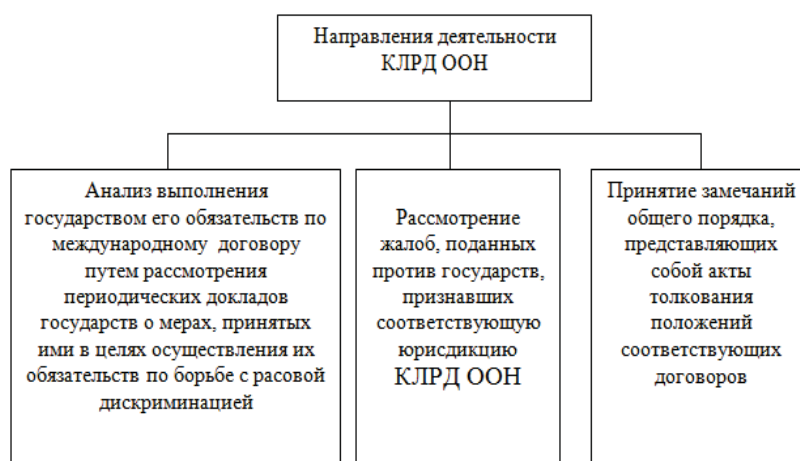 Направления деятельности
КЛРД ООН
Анализ выполнения
государством его обязательств по
международному договору
путем рассмотрения
периодических докладов
государств о мерах, принятых
ими в целях осуществления их
обязательств по борьбе с расовой
дискриминацией
Рассмотрение
жалоб, поданных
против государств,
признавших
соответствующую
юрисдикцию
КЛРД ООН
Принятие замечаний
общего порядка,
представляющих
собой акты
толкования
положений
соответствующих
договоров